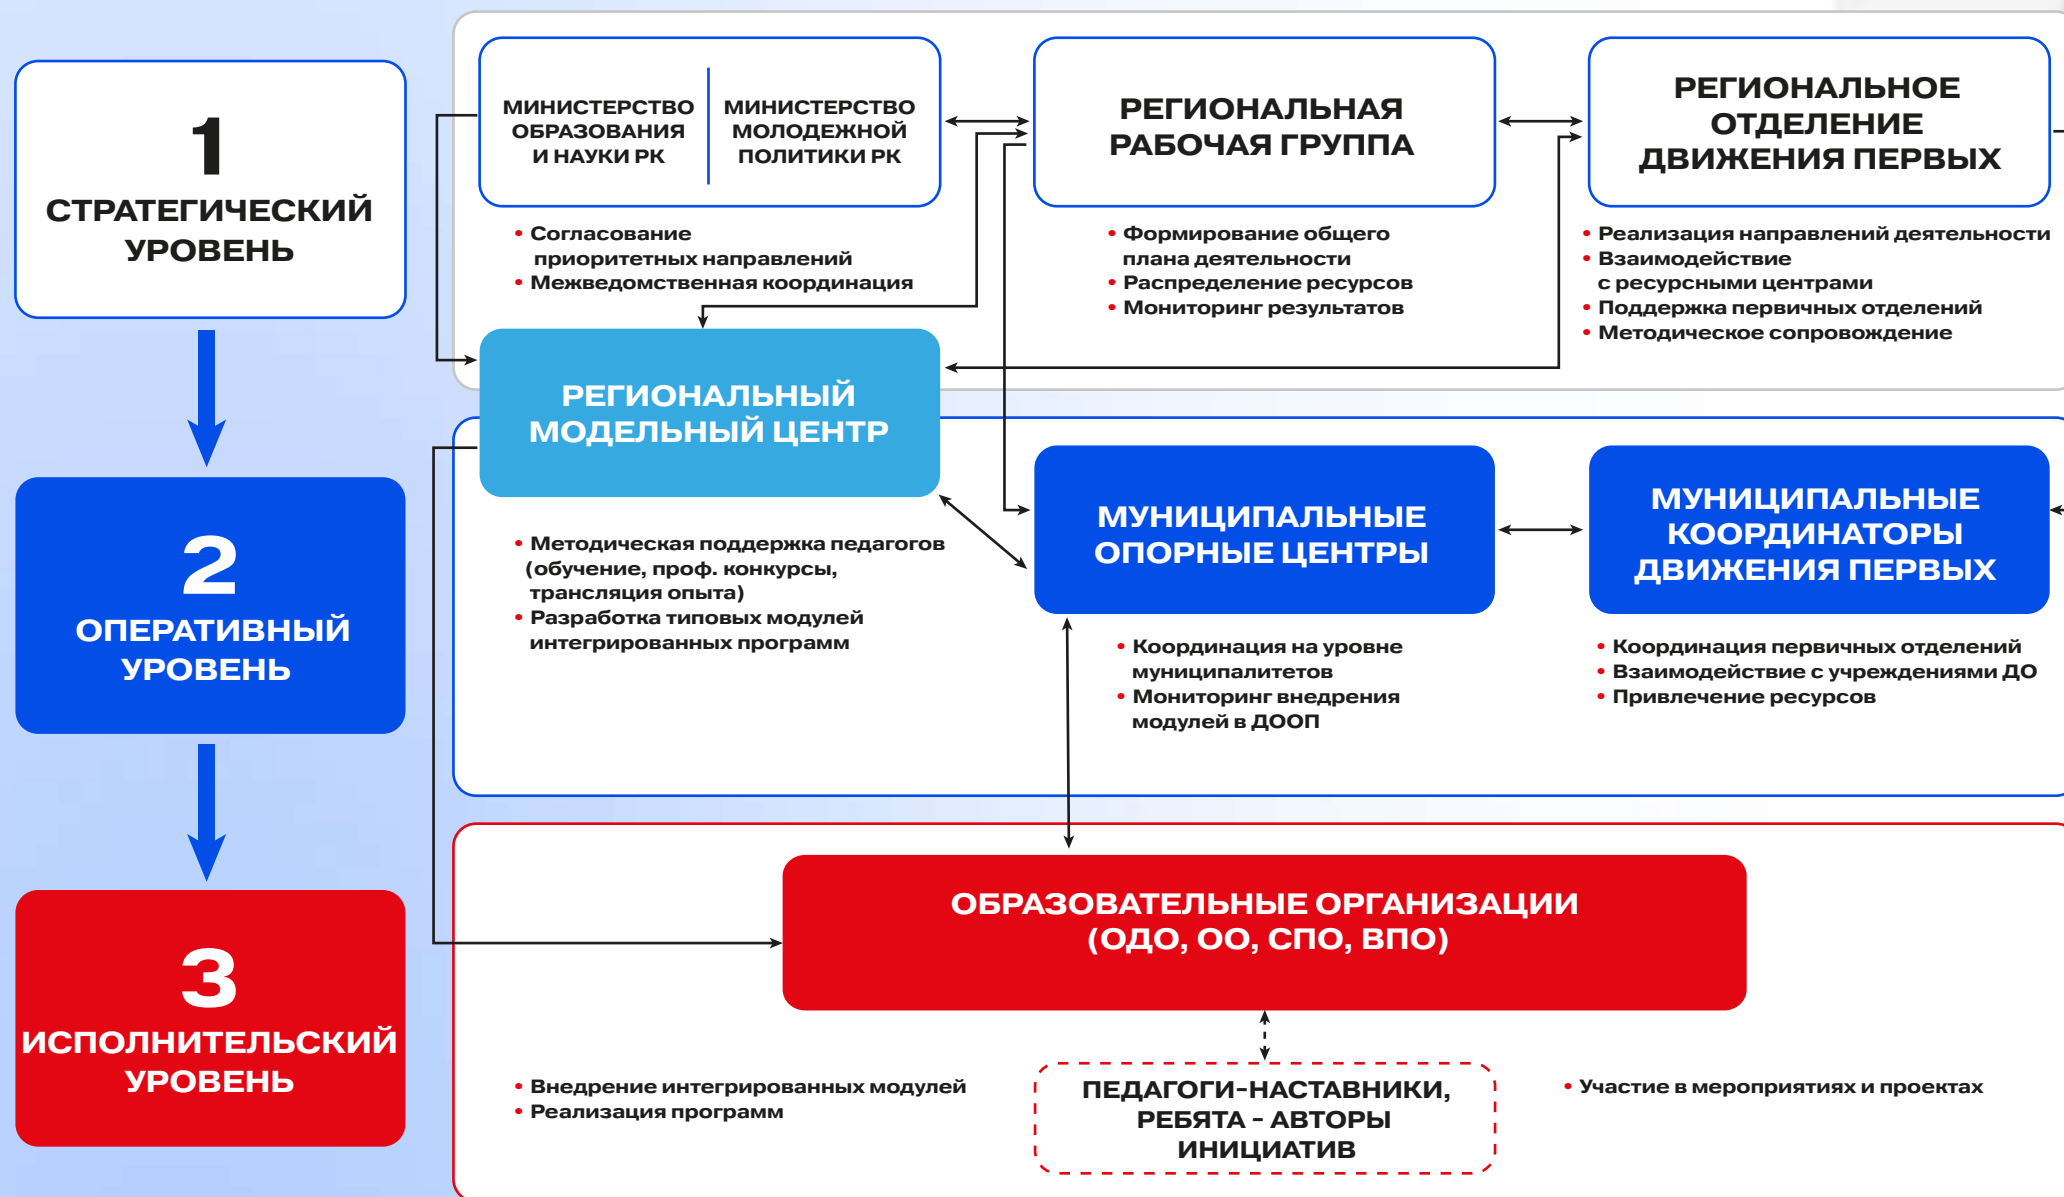 1
СТРАТЕГИЧЕСКИЙ
УРОВЕНЬ
МИНИСТЕРСТВО
ОБРАЗОВАНИЯ
И НАУКИ РК
МИНИСТЕРСТВО
МОЛОДЕЖНОЙ
ПОЛИТИКИ РК
• Согласование
приоритетных направлений
• Межведомственная координация
РЕГИОНАЛЬНАЯ
РАБОЧАЯ ГРУППА
• Формирование общего
плана деятельности
• Распределение ресурсов
• Мониторинг результатов
РЕГИОНАЛЬНОЕ
ОТДЕЛЕНИЕ
ДВИЖЕНИЯ ПЕРВЫХ
• Реализация направлений деятельности
• Взаимодействие
с ресурсными центрами
• Поддержка первичных отделений
• Методическое сопровождение
РЕГИОНАЛЬНЫЙ
МОДЕЛЬНЫЙ ЦЕНТР
2
ОПЕРАТИВНЫЙ
УРОВЕНЬ
• Методическая поддержка педагогов
(обучение, проф. конкурсы,
трансляция опыта)
• Разработка типовых модулей
интегрированных программ
МУНИЦИПАЛЬНЫЕ
ОПОРНЫЕ ЦЕНТРЫ
• Координация на уровне
муниципалитетов
• Мониторинг внедрения
модулей в ДООП
МУНИЦИПАЛЬНЫЕ
КООРДИНАТОРЫ
ДВИЖЕНИЯ ПЕРВЫХ
• Координация первичных отделений
• Взаимодействие с учреждениями ДО
• Привлечение ресурсов
3
ИСПОЛНИТЕЛЬСКИЙ
УРОВЕНЬ
ОБРАЗОВАТЕЛЬНЫЕ ОРГАНИЗАЦИИ
(ОДО, ОО, СПО, ВПО)
• Внедрение интегрированных модулей
• Реализация программ
ПЕДАГОГИ-НАСТАВНИКИ,
РЕБЯТА - АВТОРЫ
ИНИЦИАТИВ
• Участие в мероприятиях и проектах